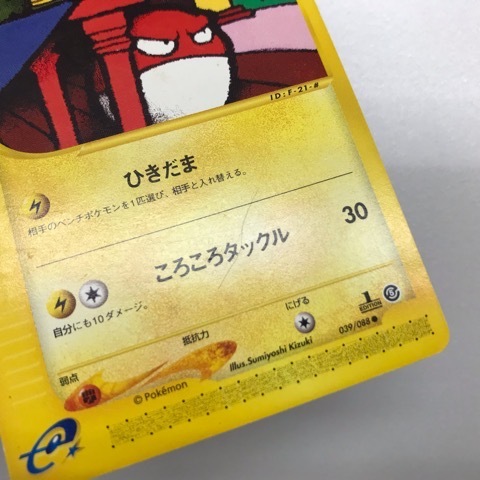 ID:F-21-#
ひきだま
相手のベンチポケモンを1匹選び、相手と入れ替える。
ころころタックル 30
自分にも10ダメージ。
弱点 抵抗力 にげる
1 EDITION
039/088 ●
Illus.Sumiyoshi Kizuki
©Pokémon
e